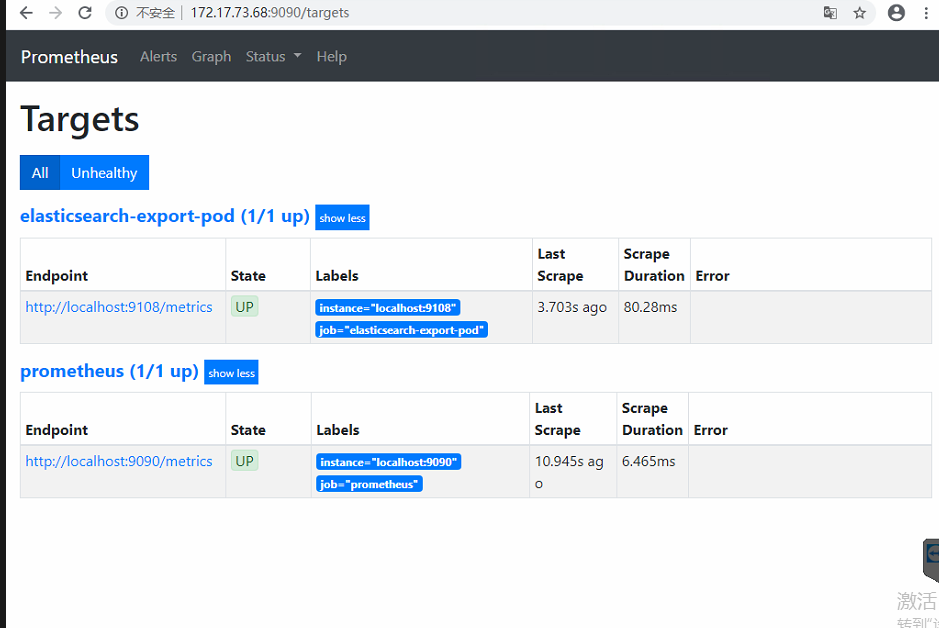 不安全 172.17.73.68:9090/targets
Prometheus Alerts Graph Status Help
Targets
All Unhealthy
elasticsearch-export-pod (1/1 up) show less
Endpoint State Labels Last Scrape Scrape Duration Error
http://localhost:9108/metrics UP instance="localhost:9108" 3.703s ago 80.28ms
job="elasticsearch-export-pod"
prometheus (1/1 up) show less
Endpoint State Labels Last Scrape Scrape Duration Error
http://localhost:9090/metrics UP instance="localhost:9090" 10.945s ago 6.465ms
job="prometheus"
激活
转到"